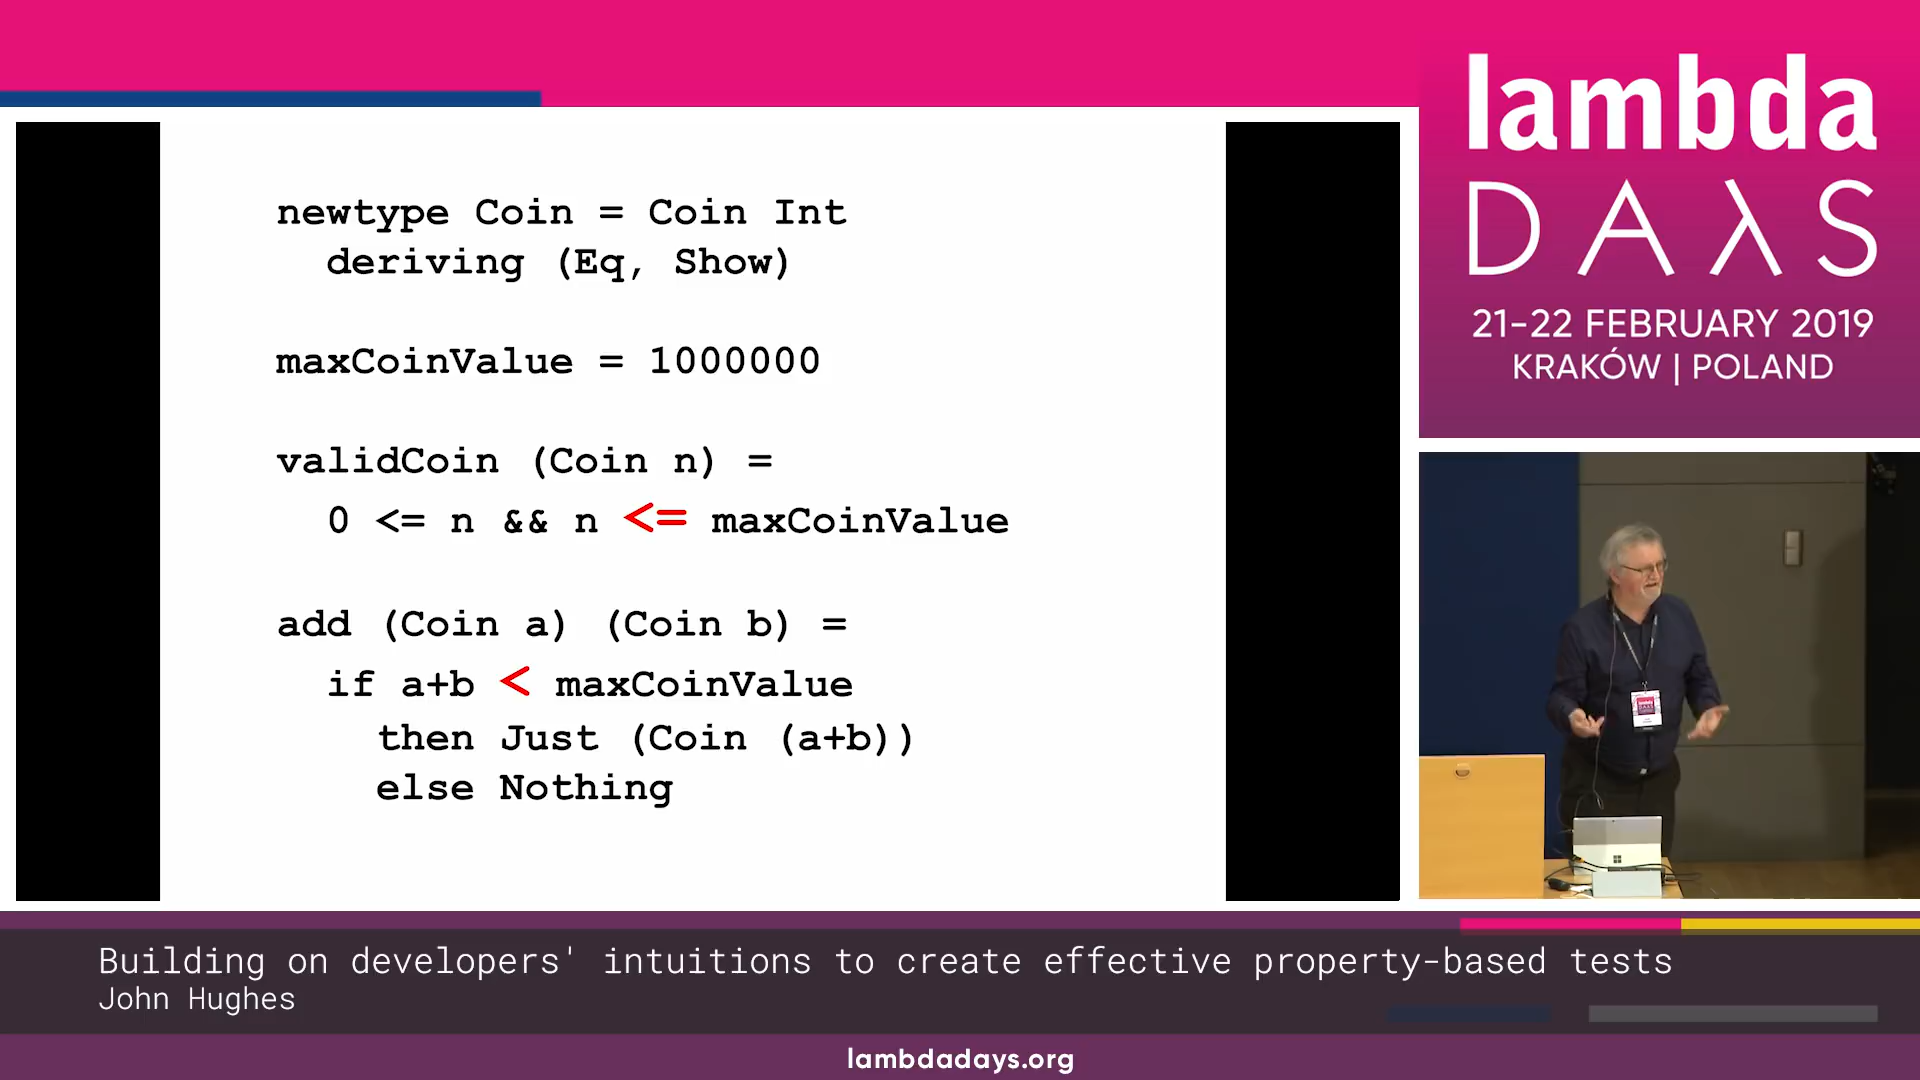 newtype Coin = Coin Int
deriving (Eq, Show)
maxCoinValue = 1000000
validCoin (Coin n) =
0 <= n && n <= maxCoinValue
add (Coin a) (Coin b) =
if a+b < maxCoinValue
then Just (Coin (a+b))
else Nothing
lambda
DAλS
21-22 FEBRUARY 2019
KRAKÓW | POLAND
lambda
DAλS
Building on developers' intuitions to create effective property-based tests
John Hughes
lambdadays.org